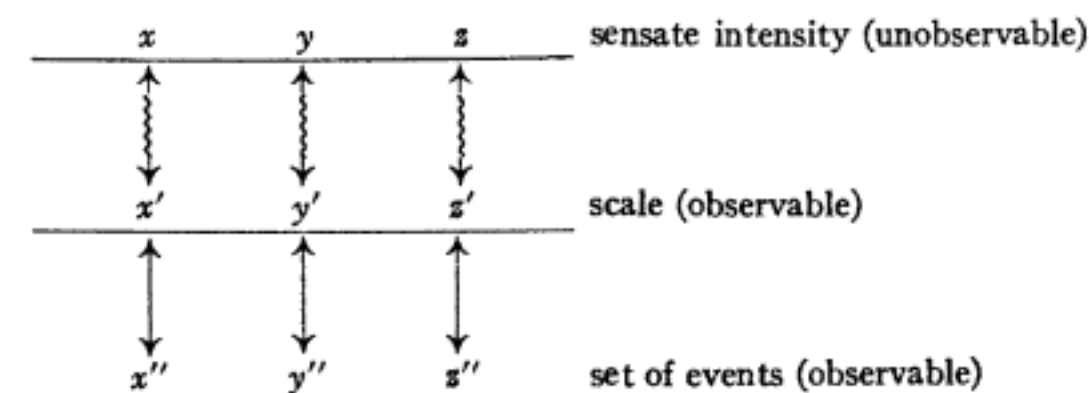 x y z sensate intensity (unobservable)
x′ y′ z′ scale (observable)
x″ y″ z″ set of events (observable)